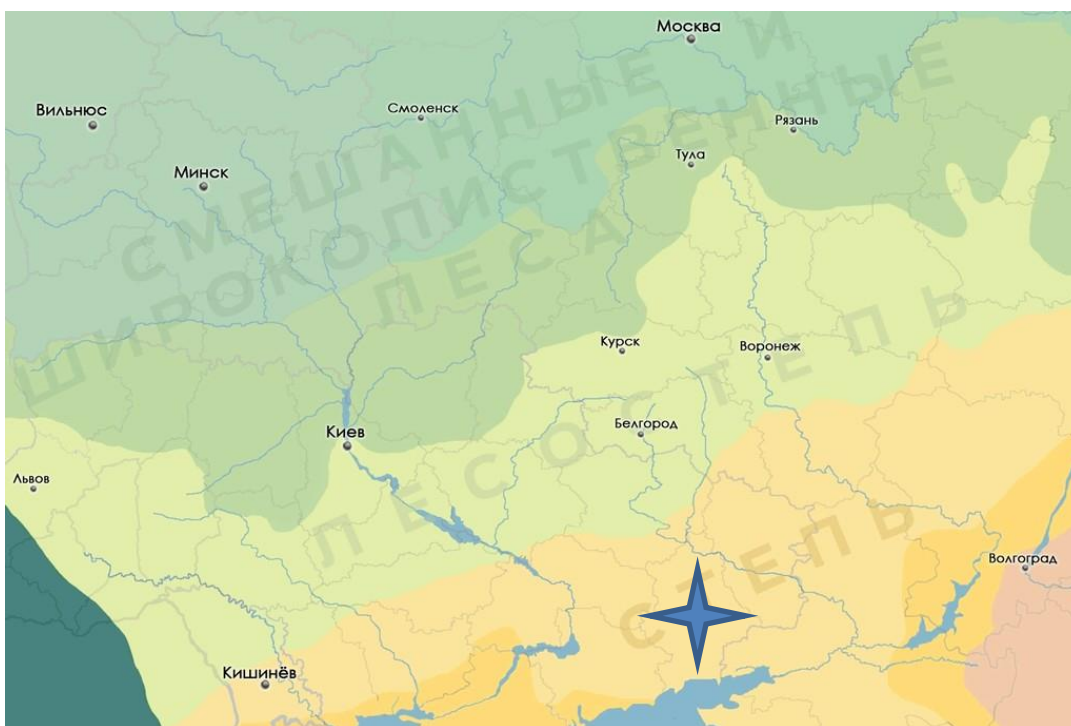 Москва
Вильнюс
Смоленск
Рязань
Тула
Минск
СМЕШАННЫЕ И
ШИРОКОЛИСТВЕННЫЕ
ЛЕСА
Курск
Воронеж
Белгород
Киев
Львов
ЛЕСОСТЕПЬ
Волгоград
СТЕПЬ
Кишинёв